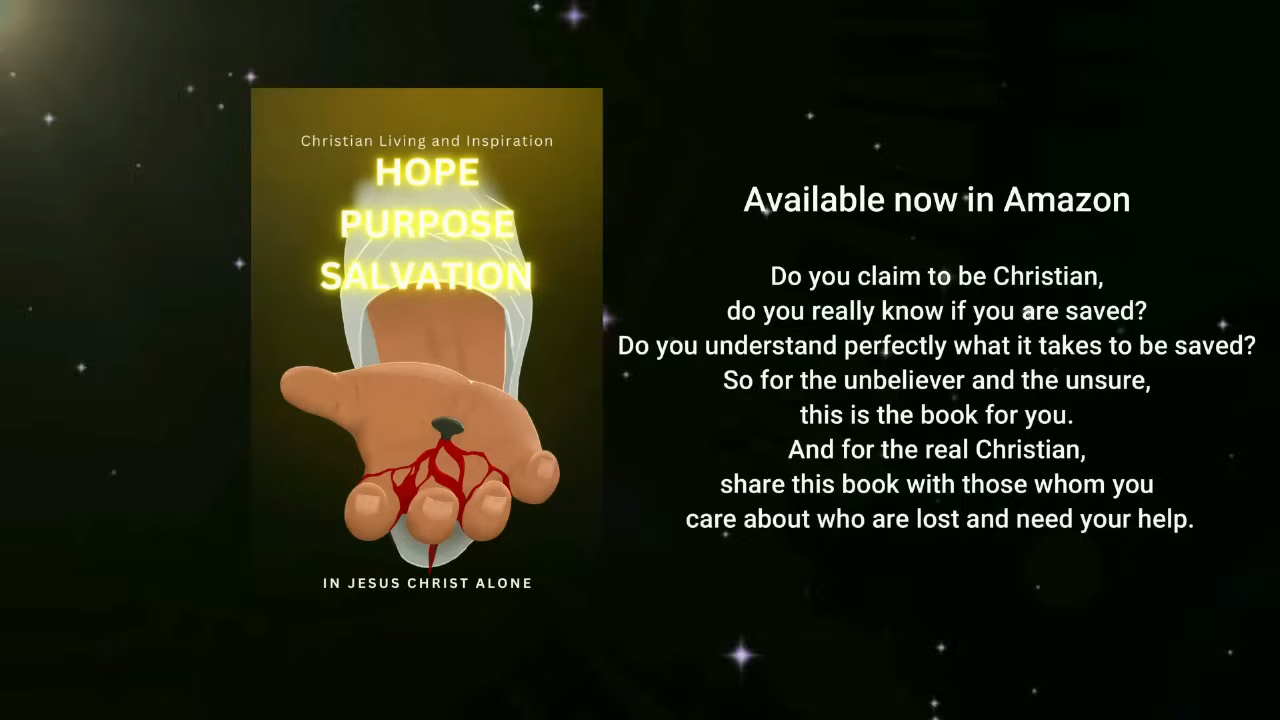 Christian Living and Inspiration
HOPE
PURPOSE
SALVATION
IN JESUS CHRIST ALONE
Available now in Amazon
Do you claim to be Christian,
do you really know if you are saved?
Do you understand perfectly what it takes to be saved?
So for the unbeliever and the unsure,
this is the book for you.
And for the real Christian,
share this book with those whom you
care about who are lost and need your help.